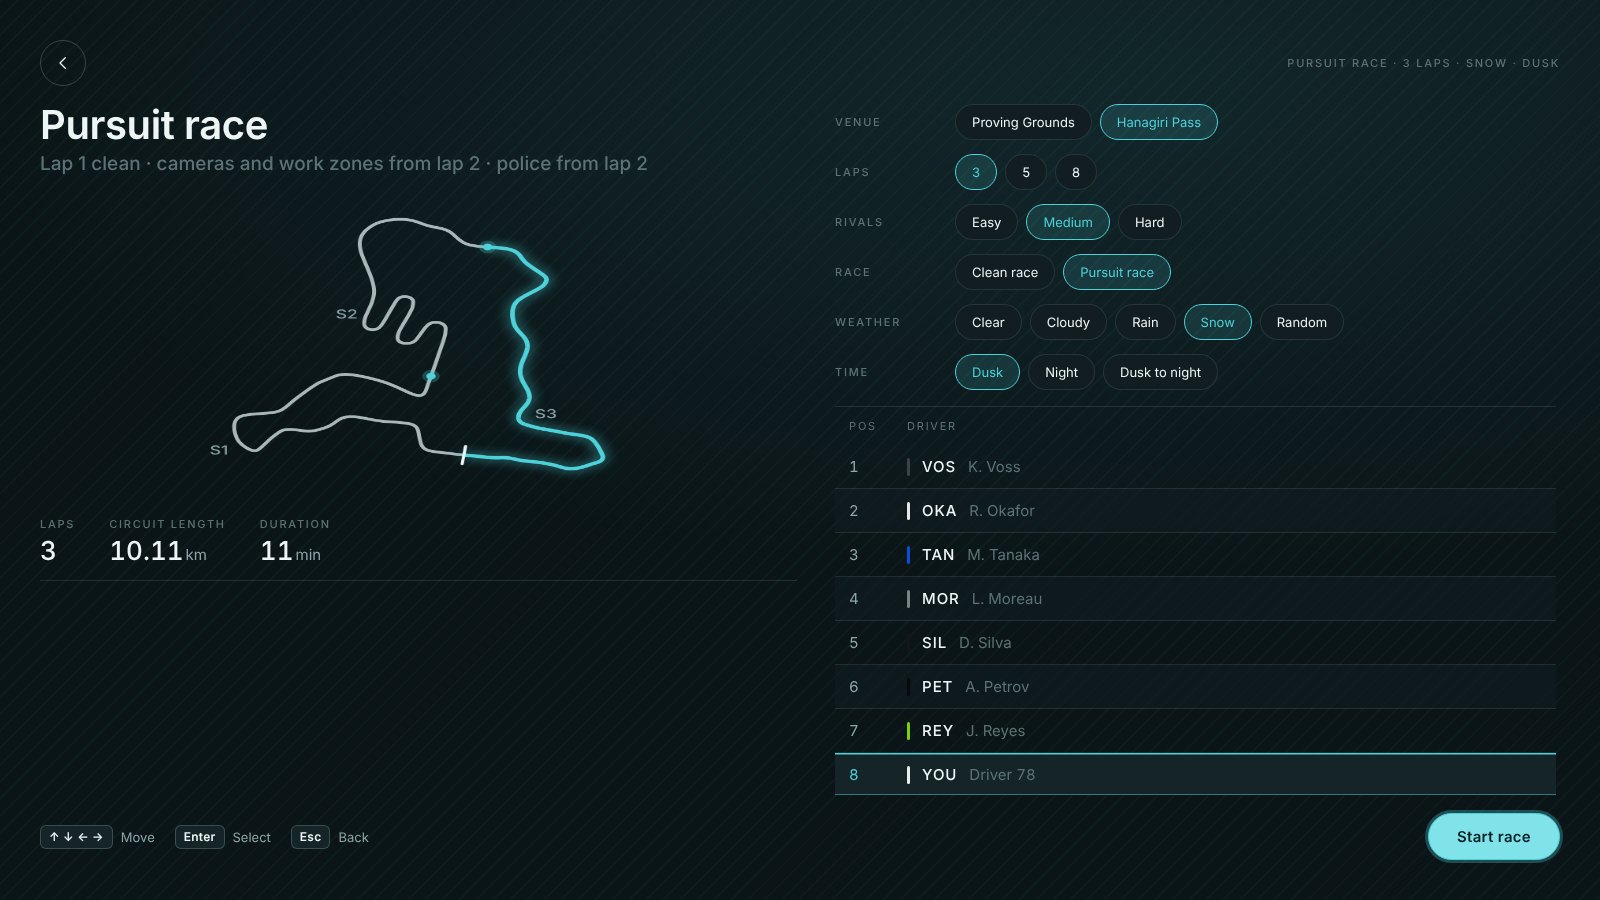 PURSUIT RACE · 3 LAPS · SNOW · DUSK
Pursuit race
Lap 1 clean · cameras and work zones from lap 2 · police from lap 2
S2
S3
S1
LAPS CIRCUIT LENGTH DURATION
3 10.11 km 11 min
VENUE Proving Grounds Hanagiri Pass
LAPS 3 5 8
RIVALS Easy Medium Hard
RACE Clean race Pursuit race
WEATHER Clear Cloudy Rain Snow Random
TIME Dusk Night Dusk to night
POS DRIVER
1 VOS K. Voss
2 OKA R. Okafor
3 TAN M. Tanaka
4 MOR L. Moreau
5 SIL D. Silva
6 PET A. Petrov
7 REY J. Reyes
8 YOU Driver 78
↑ ↓ ← → Move Enter Select Esc Back
Start race